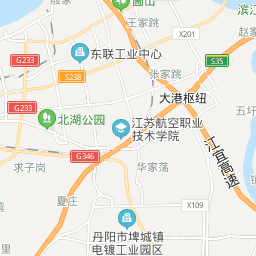 殷家
圌山
王家
X201
滨江
赵家
G233
东联工业中心
S35
S238
张家跳
大港枢纽
G233
北湖公园
五圩
江苏航空职业
技术学院
江宜高速
G346
求子岗
华家荡
夏庄
X109
丹阳市埤城镇
电镀工业园区